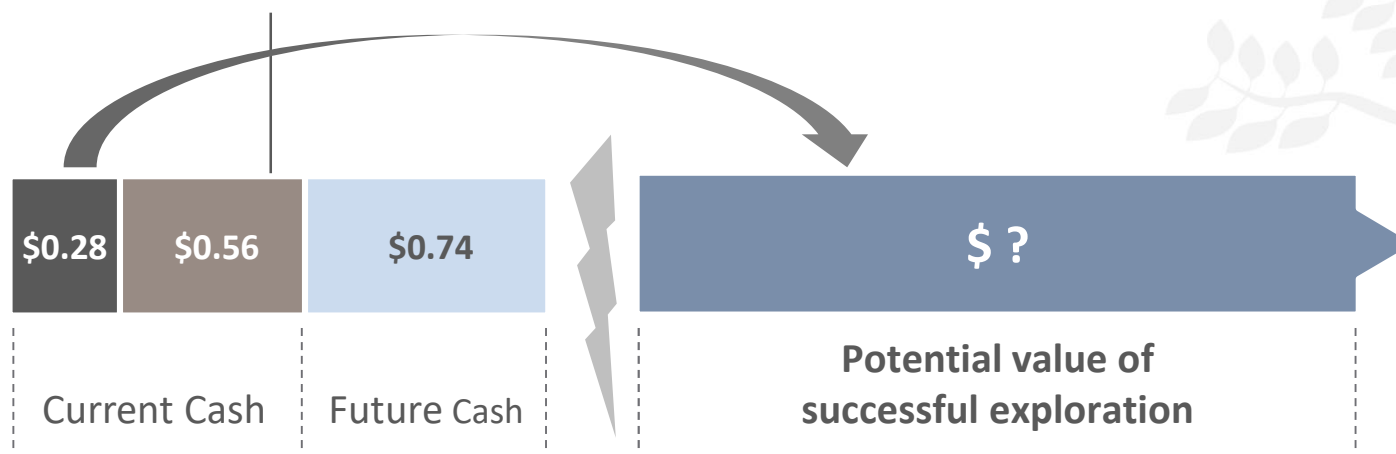 $0.28
$0.56
$0.74
$ ?
Current Cash
Future Cash
Potential value of
successful exploration